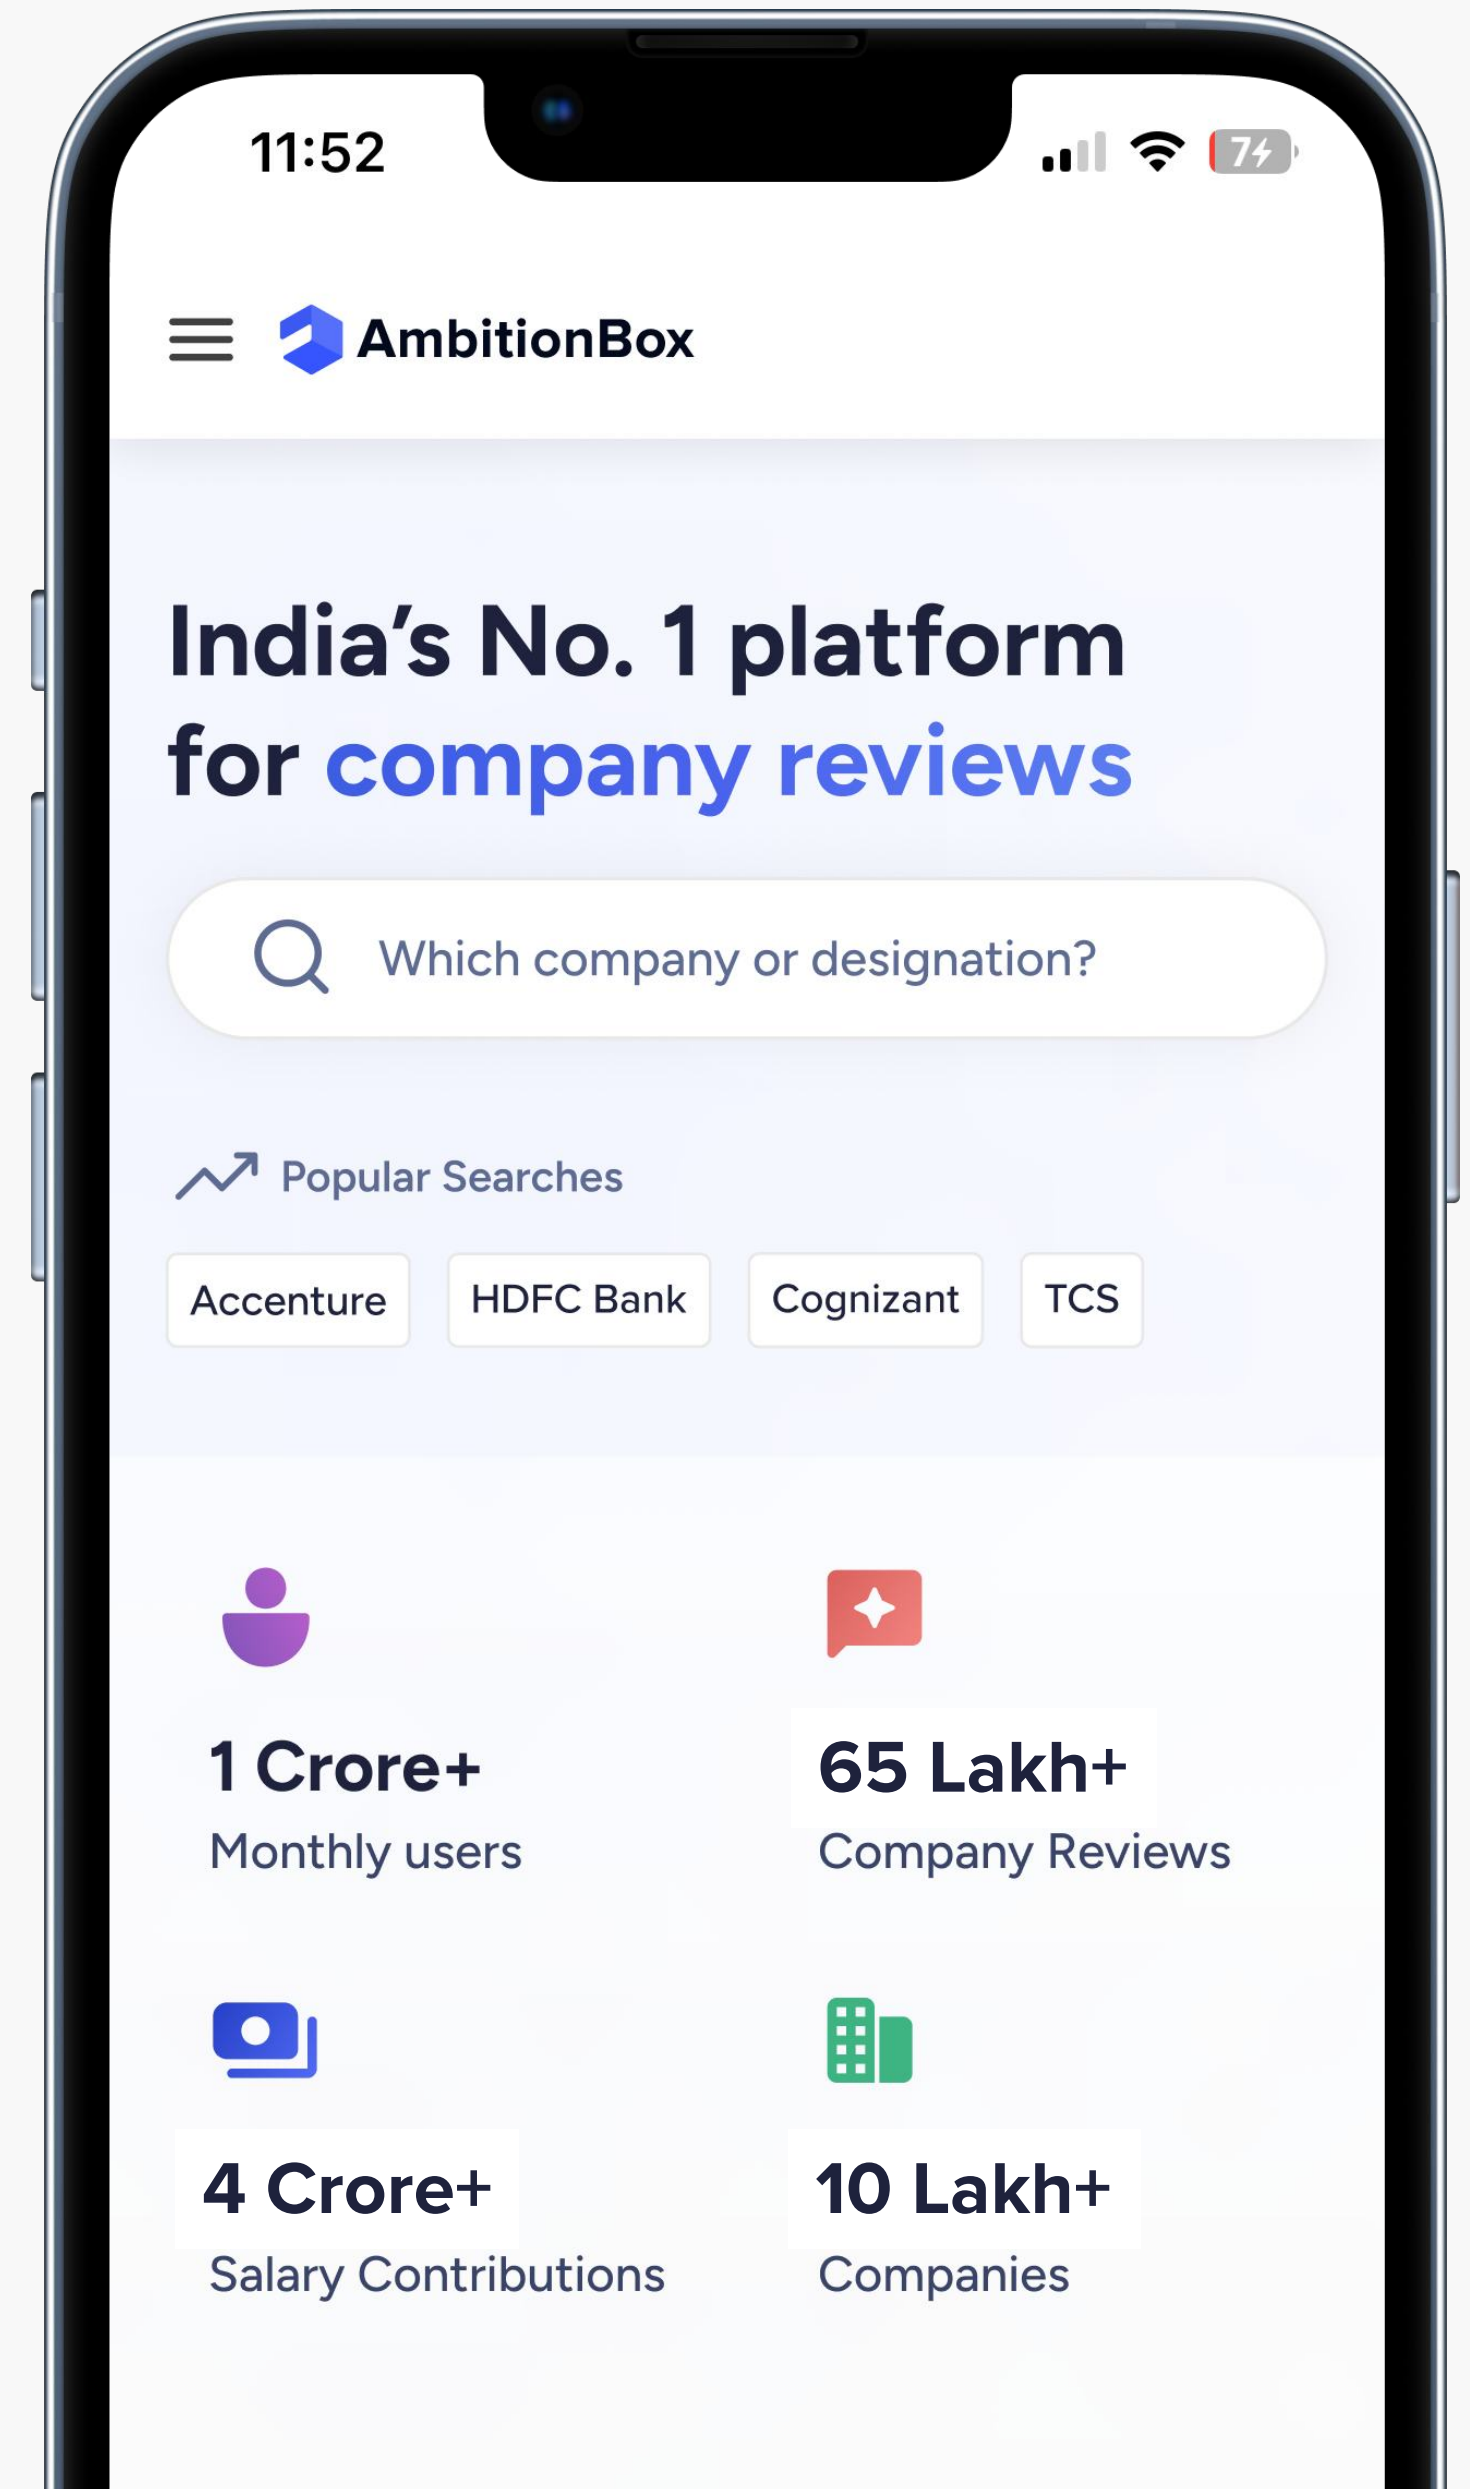 11:52
74
AmbitionBox
India’s No. 1 platform
for company reviews
Which company or designation?
Popular Searches
Accenture HDFC Bank Cognizant TCS
1 Crore+ 65 Lakh+
Monthly users Company Reviews
4 Crore+ 10 Lakh+
Salary Contributions Companies